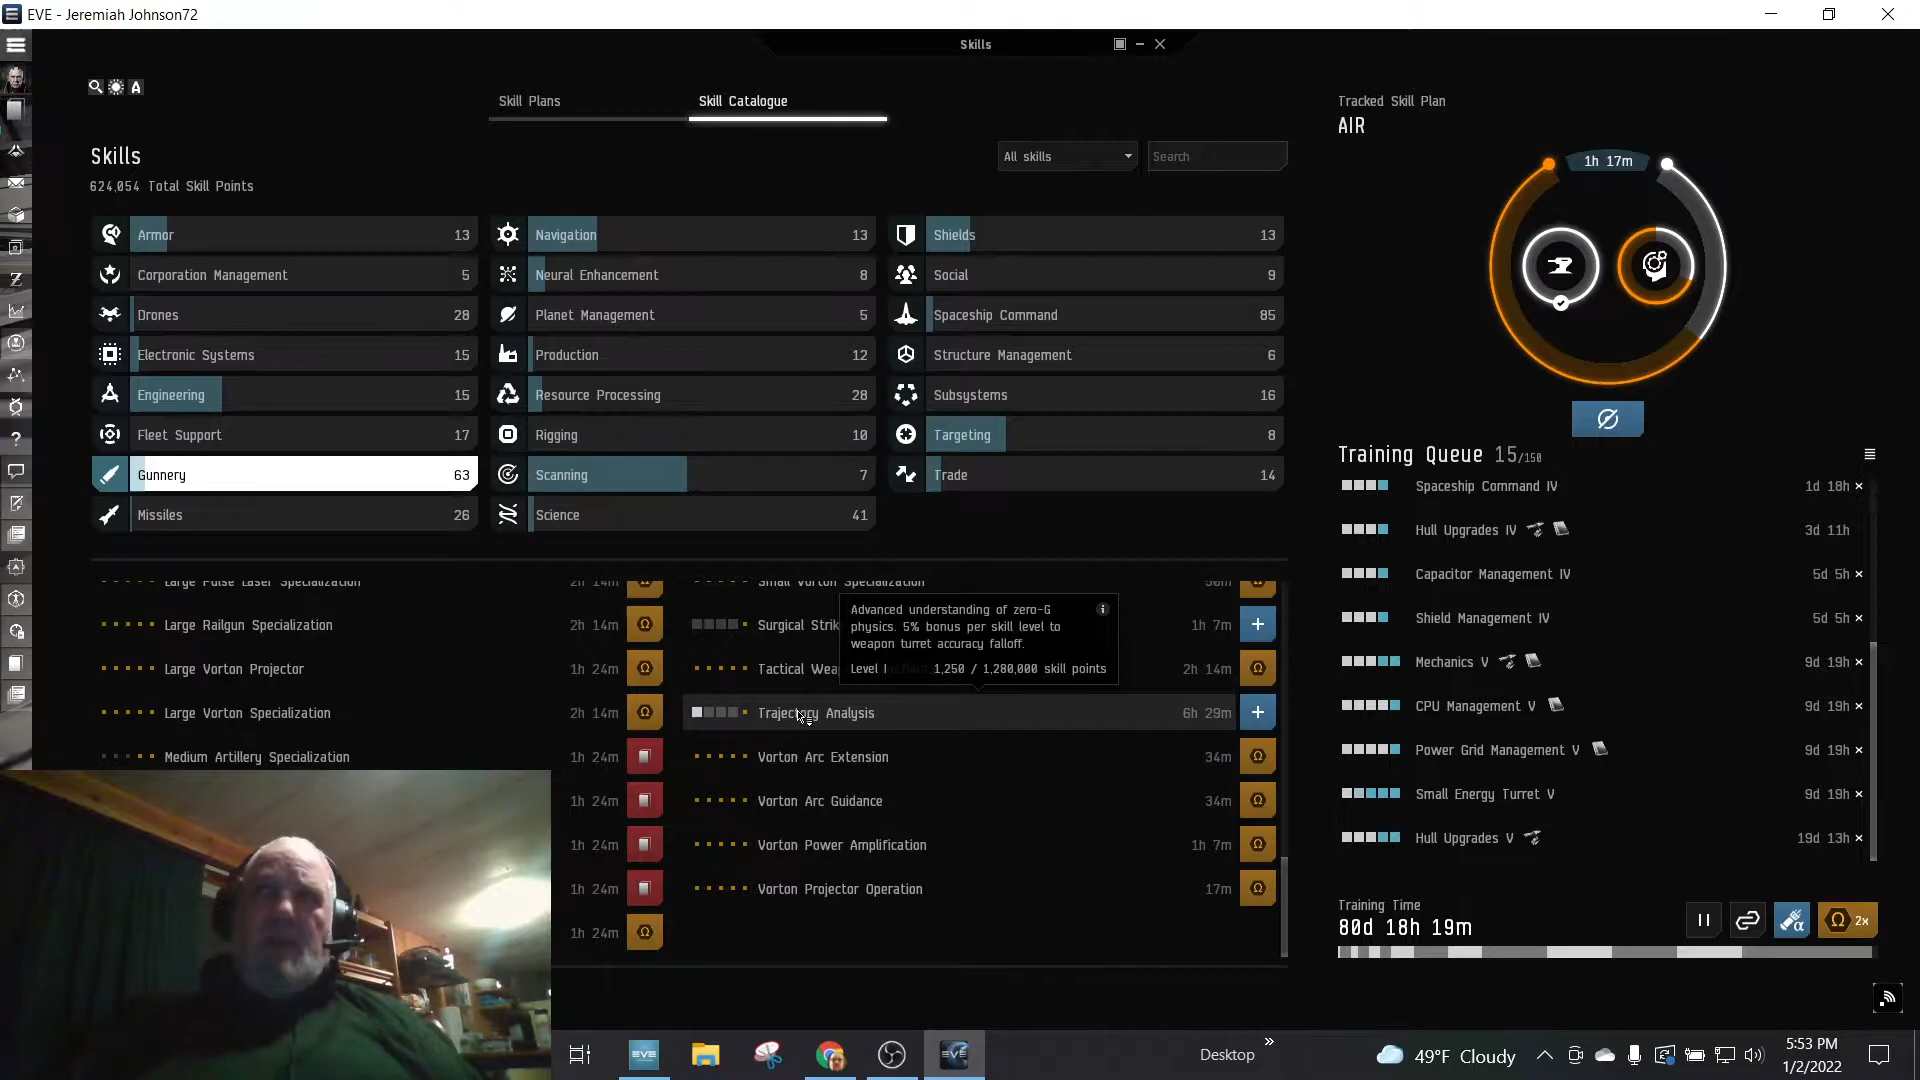 EVE - Jeremiah Johnson72
Skills
Skill Plans
Skill Catalogue
Skills
624,054 Total Skill Points
All skills
Search
Armor 13
Navigation 13
Shields 13
Corporation Management 5
Neural Enhancement 8
Social 9
Drones 28
Planet Management 5
Spaceship Command 85
Electronic Systems 15
Production 12
Structure Management 6
Engineering 15
Resource Processing 28
Subsystems 16
Fleet Support 17
Rigging 10
Targeting 8
Gunnery 63
Scanning 7
Trade 14
Missiles 26
Science 41
Large Pulse Laser Specialization 2h 14m
Large Railgun Specialization 2h 14m
Large Vorton Projector 1h 24m
Large Vorton Specialization 2h 14m
Medium Artillery Specialization 1h 24m
1h 24m
1h 24m
1h 24m
1h 24m
Small Vorton Specialization 50m
Surgical Strik 1h 7m
Tactical Wea 2h 14m
Trajectory Analysis 6h 29m
Vorton Arc Extension 34m
Vorton Arc Guidance 34m
Vorton Power Amplification 1h 7m
Vorton Projector Operation 17m
Advanced understanding of zero-G
physics. 5% bonus per skill level to
weapon turret accuracy falloff.
Level I 1,250 / 1,280,000 skill points
Tracked Skill Plan
AIR
1h 17m
Training Queue 15/150
Spaceship Command IV 1d 18h
Hull Upgrades IV 3d 11h
Capacitor Management IV 5d 5h
Shield Management IV 5d 5h
Mechanics V 9d 19h
CPU Management V 9d 19h
Power Grid Management V 9d 19h
Small Energy Turret V 9d 19h
Hull Upgrades V 19d 13h
Training Time
80d 18h 19m
Ω 2x
Desktop
49°F Cloudy
5:53 PM
1/2/2022